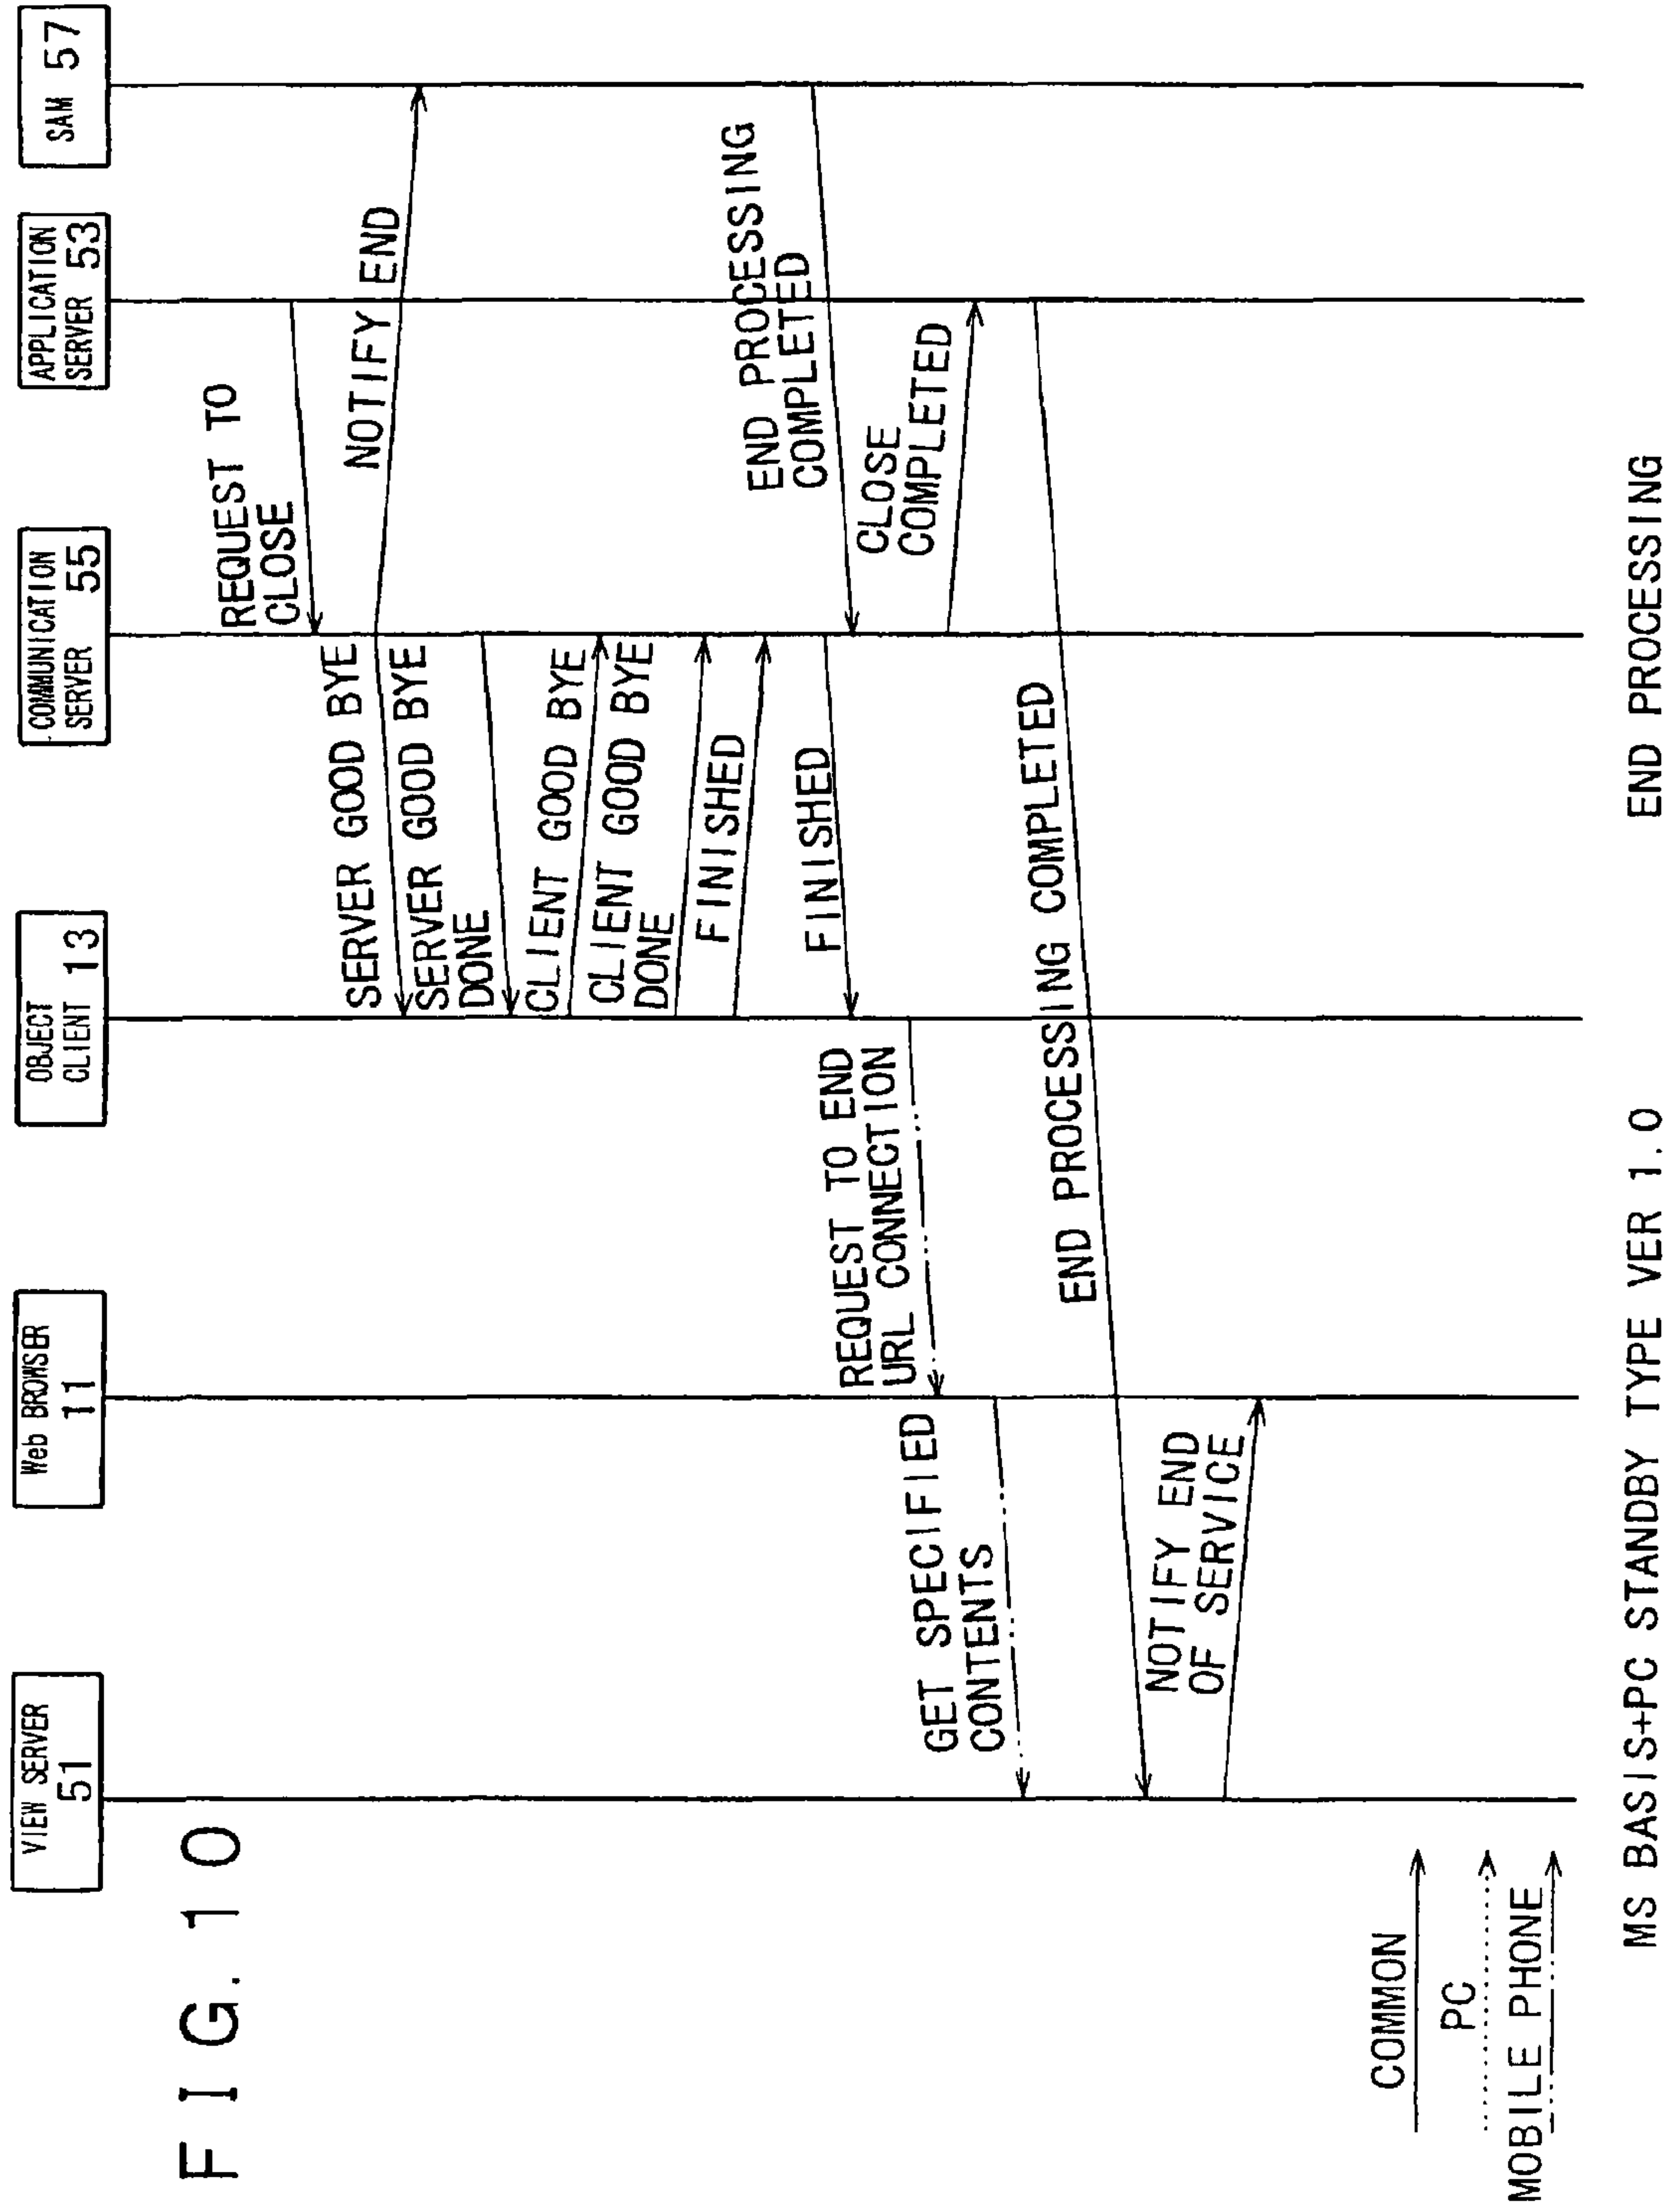 FIG. 10
VIEW SERVER
51
Web BROWSER
11
OBJECT
CLIENT 13
COMMUNICATION
SERVER 55
APPLICATION
SERVER 53
SAM 57
REQUEST TO
CLOSE
SERVER GOOD BYE
NOTIFY END
SERVER GOOD BYE
DONE
CLIENT GOOD BYE
CLIENT GOOD BYE
DONE
FINISHED
FINISHED
END PROCESSING
COMPLETED
REQUEST TO END
URL CONNECTION
CLOSE
COMPLETED
GET SPECIFIED
CONTENTS
END PROCESSING COMPLETED
NOTIFY END
OF SERVICE
COMMON
PC
MOBILE PHONE
MS BASIS+PC STANDBY TYPE VER 1.0
END PROCESSING